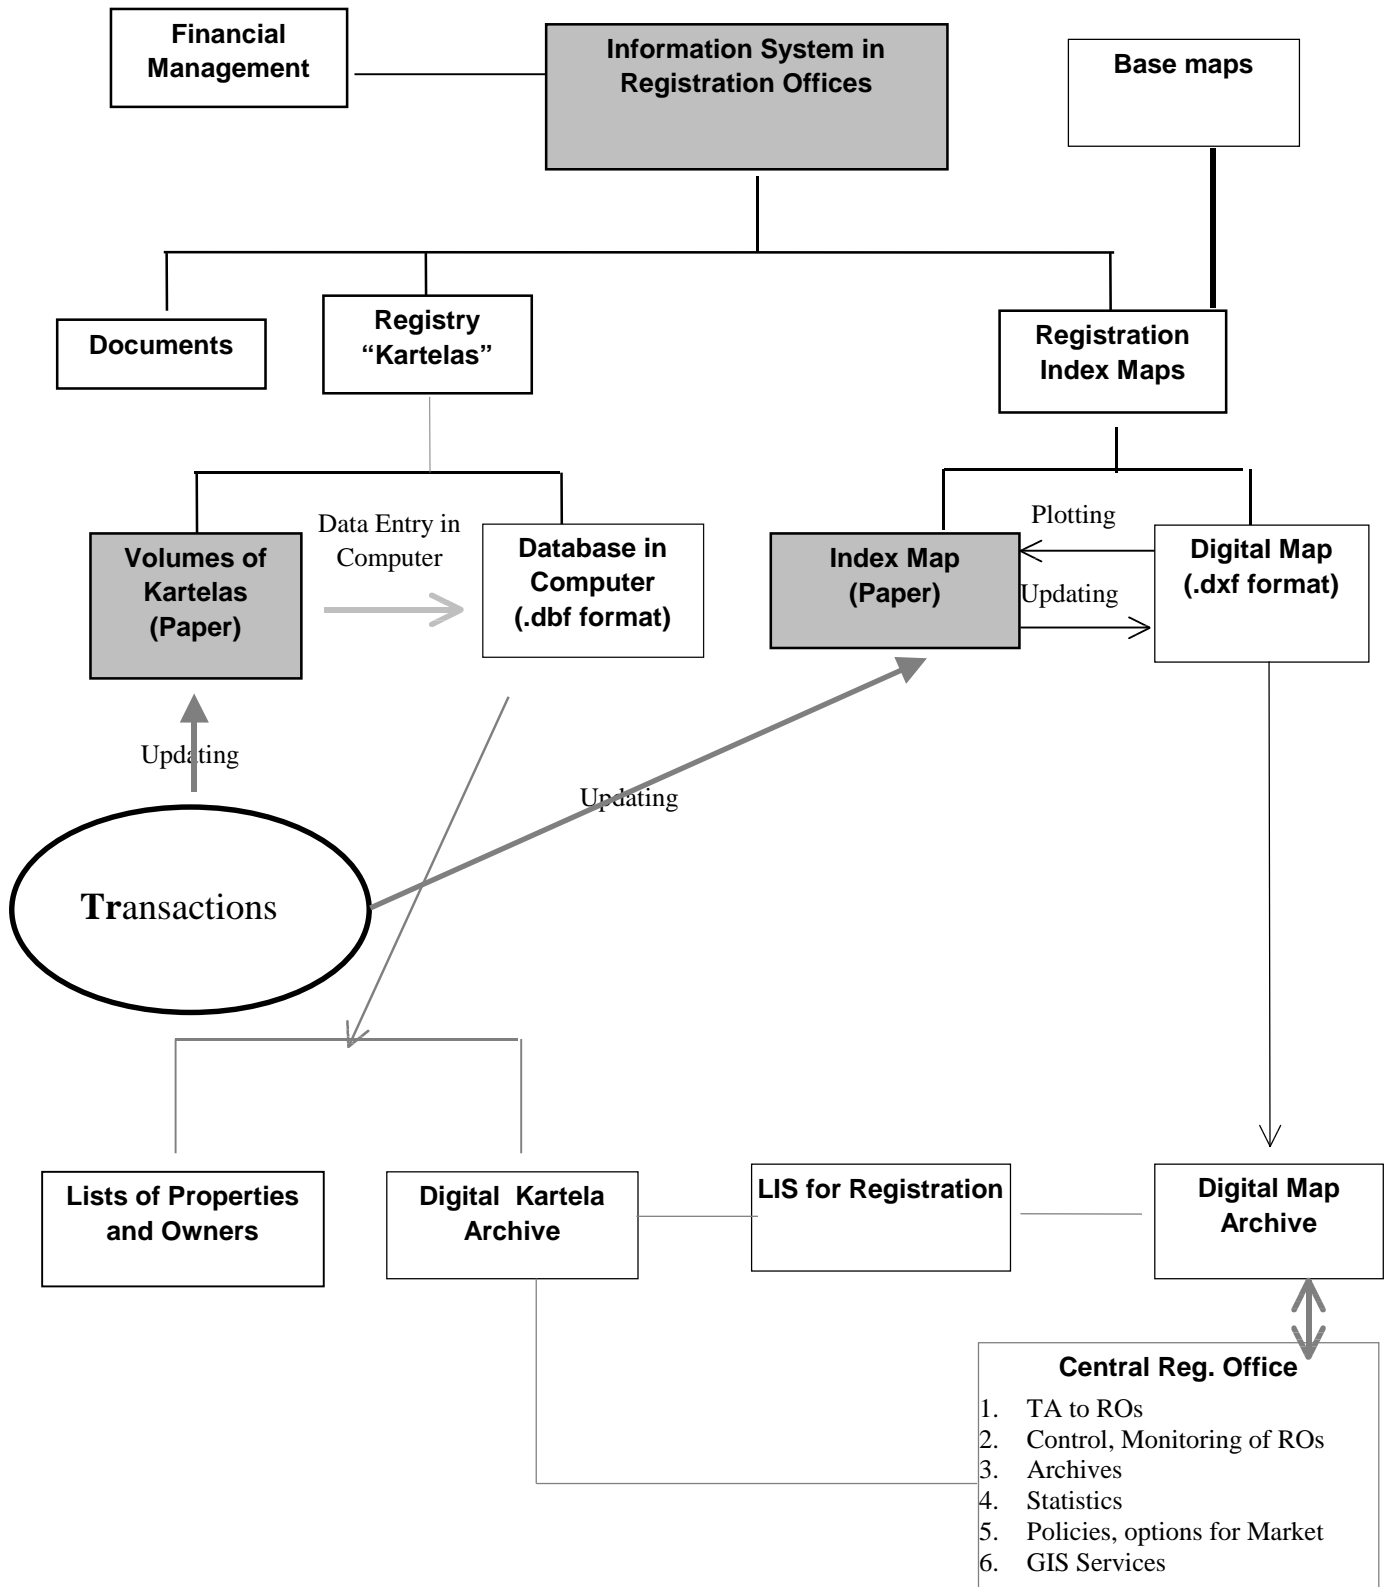 Financial
Management
Information System in
Registration Offices
Base maps
Documents
Registry
“Kartelas”
Registration
Index Maps
Volumes of
Kartelas
(Paper)
Data Entry in
Computer
Database in
Computer
(.dbf format)
Index Map
(Paper)
Plotting
Updating
Digital Map
(.dxf format)
Updating
Updating
Transactions
Lists of Properties
and Owners
Digital Kartela
Archive
LIS for Registration
Digital Map
Archive
Central Reg. Office
1. TA to ROs
2. Control, Monitoring of ROs
3. Archives
4. Statistics
5. Policies, options for Market
6. GIS Services